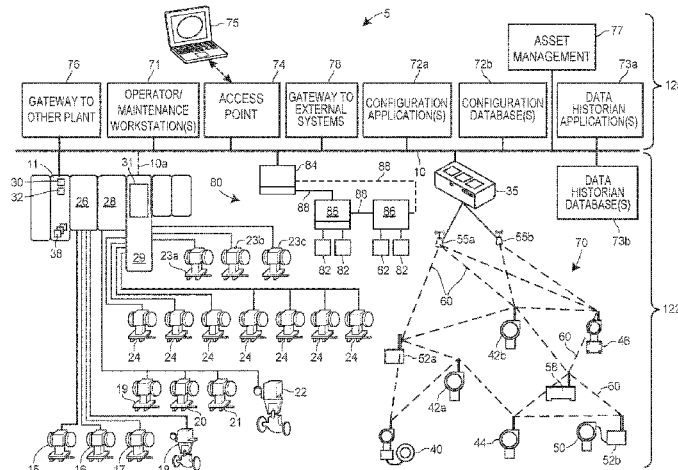 75
5
77
76
71
74
78
72a
72b
ASSET
MANAGEMENT
73a
GATEWAY TO
OTHER PLANT
OPERATOR/
MAINTENANCE
WORKSTATION(S)
ACCESS
POINT
GATEWAY TO
EXTERNAL
SYSTEMS
CONFIGURATION
APPLICATION(S)
CONFIGURATION
DATABASE(S)
DATA
HISTORIAN
APPLICATION(S)
11
31
10a
84
88
10
30
32
26
28
80
88
88
35
DATA
HISTORIAN
DATABASE(S)
73b
86
86
38
29
23a
23b
23c
82
82
82
55a
55b
70
122
60
24
24
24
24
24
24
24
52a
42b
60
58
60
42a
19
20
21
22
15
16
17
18
40
44
50
52b